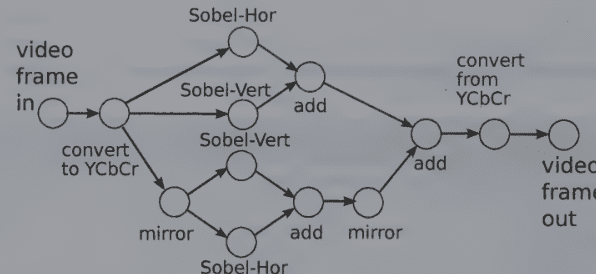 Sobel-Hor
video
frame
in
Sobel-Vert
add
convert
to YCbCr
Sobel-Vert
mirror
add
mirror
Sobel-Hor
add
convert
from
YCbCr
video
frame
out